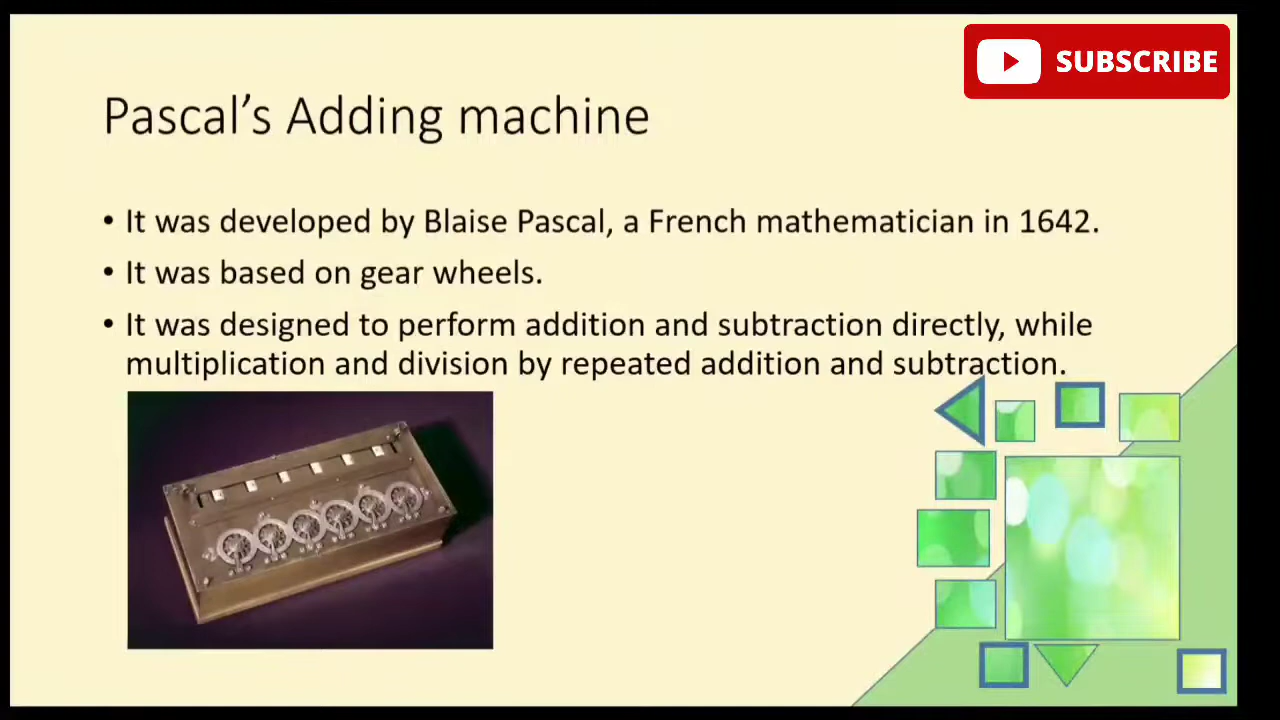 SUBSCRIBE
Pascal’s Adding machine
• It was developed by Blaise Pascal, a French mathematician in 1642.
• It was based on gear wheels.
• It was designed to perform addition and subtraction directly, while
multiplication and division by repeated addition and subtraction.